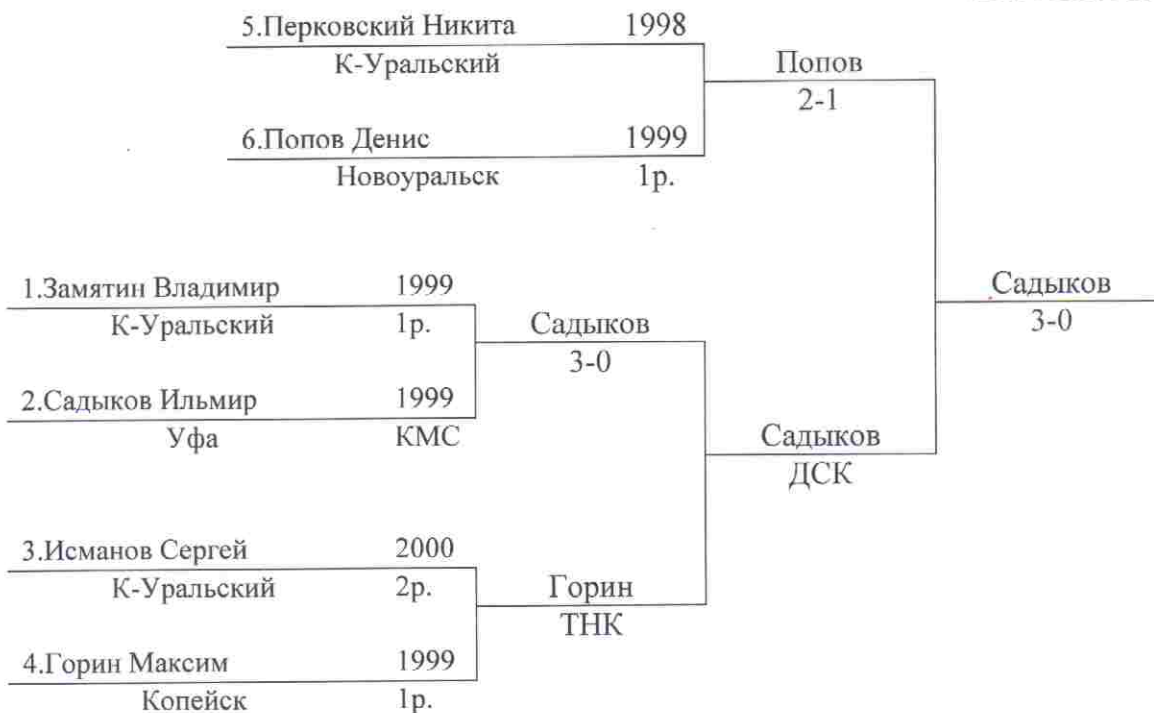 5.Перковский Никита 1998
К-Уральский
Попов
2-1
6.Попов Денис 1999
Новоуральск 1р.
1.Замятин Владимир 1999
К-Уральский 1р.
Садыков
3-0
2.Садыков Ильмир 1999
Уфа КМС
Садыков
3-0
Садыков
ДСК
3.Исманов Сергей 2000
К-Уральский 2р.
Горин
ТНК
4.Горин Максим 1999
Копейск 1р.